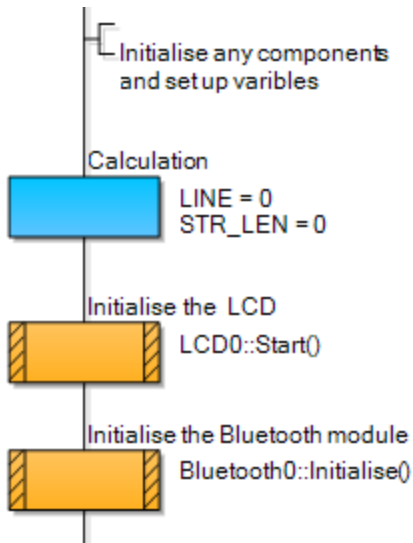 Initialise any components
and set up varibles
Calculation
LINE = 0
STR_LEN = 0
Initialise the LCD
LCD0::Start()
Initialise the Bluetooth module
Bluetooth0::Initialise()